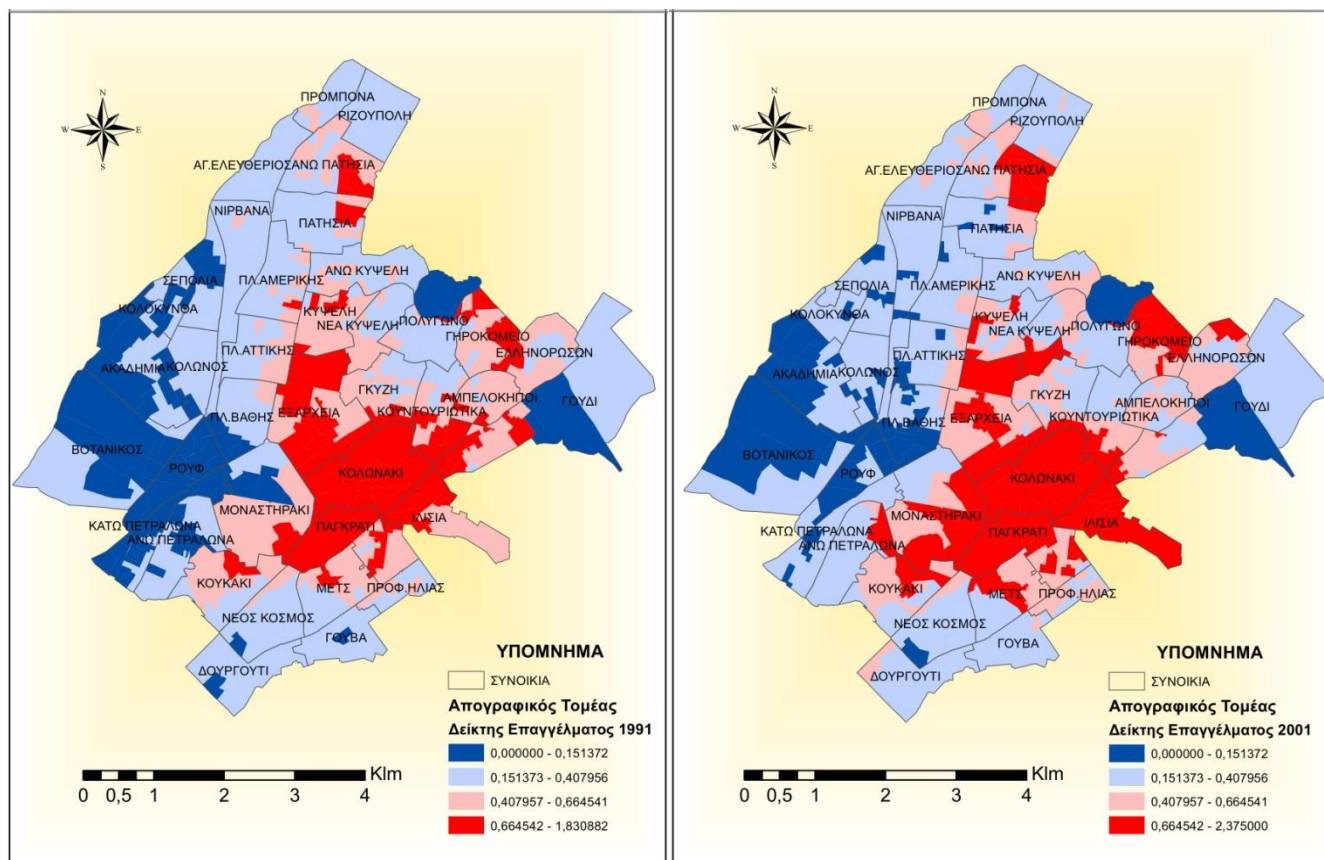 N
W E
S
ΠΡΟΜΠΟΝΑ
ΡΙΖΟΥΠΟΛΗ
ΑΓ.ΕΛΕΥΘΕΡΙΟΣ ΑΝΩ ΠΑΤΗΣΙΑ
ΝΙΡΒΑΝΑ
ΠΑΤΗΣΙΑ
ΑΝΩ ΚΥΨΕΛΗ
ΣΕΠΟΛΙΑ
ΠΛ.ΑΜΕΡΙΚΗΣ
ΚΟΛΟΚΥΝΘΑ
ΚΥΨΕΛΗ
ΝΕΑ ΚΥΨΕΛΗ
ΠΟΛΥΓΩΝΟ
ΓΗΡΟΚΟΜΕΙΟ
ΕΛΛΗΝΟΡΩΣΩΝ
ΠΛ.ΑΤΤΙΚΗΣ
ΑΚΑΔΗΜΙΑ
ΚΟΛΩΝΟΣ
ΓΚΥΖΗ
ΑΜΠΕΛΟΚΗΠΟΙ
ΓΟΥΔΙ
ΠΛ.ΒΑΘΗΣ
ΕΞΑΡΧΕΙΑ
ΚΟΥΝΤΟΥΡΙΩΤΙΚΑ
ΒΟΤΑΝΙΚΟΣ
ΡΟΥΦ
ΚΟΛΩΝΑΚΙ
ΜΟΝΑΣΤΗΡΑΚΙ
ΚΑΤΩ ΠΕΤΡΑΛΩΝΑ
ΑΝΩ ΠΕΤΡΑΛΩΝΑ
ΠΑΓΚΡΑΤΙ
ΙΛΙΣΙΑ
ΚΟΥΚΑΚΙ
ΜΕΤΣ
ΠΡΟΦ.ΗΛΙΑΣ
ΝΕΟΣ ΚΟΣΜΟΣ
ΓΟΥΒΑ
ΔΟΥΡΓΟΥΤΙ
ΥΠΟΜΝΗΜΑ
ΣΥΝΟΙΚΙΑ
Απογραφικός Τομέας
Δείκτης Επαγγέλματος 1991
0,000000 - 0,151372
0,151373 - 0,407956
0,407957 - 0,664541
0,664542 - 1,830882
Klm
0 0,5 1 2 3 4
N
W E
S
ΠΡΟΜΠΟΝΑ
ΡΙΖΟΥΠΟΛΗ
ΑΓ.ΕΛΕΥΘΕΡΙΟΣ ΑΝΩ ΠΑΤΗΣΙΑ
ΝΙΡΒΑΝΑ
ΠΑΤΗΣΙΑ
ΑΝΩ ΚΥΨΕΛΗ
ΣΕΠΟΛΙΑ
ΠΛ.ΑΜΕΡΙΚΗΣ
ΚΟΛΟΚΥΝΘΑ
ΚΥΨΕΛΗ
ΝΕΑ ΚΥΨΕΛΗ
ΠΟΛΥΓΩΝΟ
ΓΗΡΟΚΟΜΕΙΟ
ΕΛΛΗΝΟΡΩΣΩΝ
ΠΛ.ΑΤΤΙΚΗΣ
ΑΚΑΔΗΜΙΑ
ΚΟΛΩΝΟΣ
ΓΚΥΖΗ
ΑΜΠΕΛΟΚΗΠΟΙ
ΓΟΥΔΙ
ΠΛ.ΒΑΘΗΣ
ΕΞΑΡΧΕΙΑ
ΚΟΥΝΤΟΥΡΙΩΤΙΚΑ
ΒΟΤΑΝΙΚΟΣ
ΡΟΥΦ
ΚΟΛΩΝΑΚΙ
ΜΟΝΑΣΤΗΡΑΚΙ
ΚΑΤΩ ΠΕΤΡΑΛΩΝΑ
ΑΝΩ ΠΕΤΡΑΛΩΝΑ
ΠΑΓΚΡΑΤΙ
ΙΛΙΣΙΑ
ΚΟΥΚΑΚΙ
ΜΕΤΣ
ΠΡΟΦ.ΗΛΙΑΣ
ΝΕΟΣ ΚΟΣΜΟΣ
ΓΟΥΒΑ
ΔΟΥΡΓΟΥΤΙ
ΥΠΟΜΝΗΜΑ
ΣΥΝΟΙΚΙΑ
Απογραφικός Τομέας
Δείκτης Επαγγέλματος 2001
0,000000 - 0,151372
0,151373 - 0,407956
0,407957 - 0,664541
0,664542 - 2,375000
Klm
0 0,5 1 2 3 4